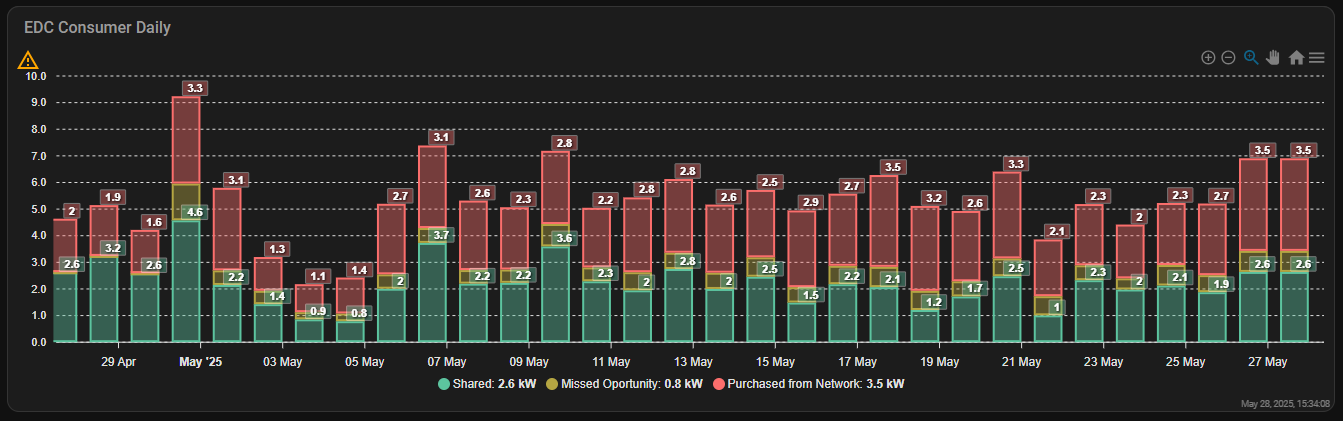 EDC Consumer Daily
10.0
9.0
8.0
7.0
6.0
5.0
4.0
3.0
2.0
1.0
0.0
2 1.9 1.6 3.3 3.1 1.3 1.1 1.4 2.7 3.1 2.6 2.3 2.8 2.2 2.8 2.8 2.6 2.5 2.9 2.7 3.5 3.2 2.6 3.3 2.1 2.3 2 2.3 2.7 3.5 3.5
2.6 3.2 2.6 4.6 2.2 1.4 0.9 0.8 2 3.7 2.2 2.2 3.6 2.3 2 2.8 2 2.5 1.5 2.2 2.1 1.2 1.7 2.5 1 2.3 2 2.1 1.9 2.6 2.6
29 Apr May '25 03 May 05 May 07 May 09 May 11 May 13 May 15 May 17 May 19 May 21 May 23 May 25 May 27 May
Shared: 2.6 kW Missed Oportunity: 0.8 kW Purchased from Network: 3.5 kW
May 28, 2025, 15:34:08